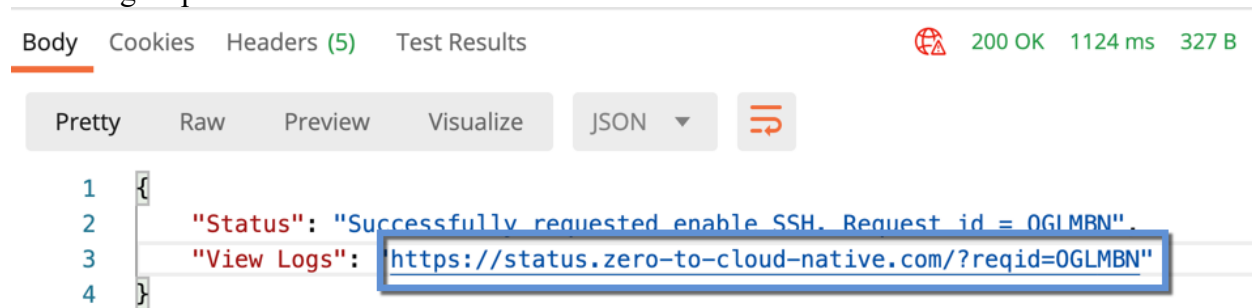 Body Cookies Headers (5) Test Results 200 OK 1124 ms 327 B
Pretty Raw Preview Visualize JSON
1 {
2 "Status": "Successfully requested enable SSH. Request id = OGLMBN",
3 "View Logs": "https://status.zero-to-cloud-native.com/?reqid=OGLMBN"
4 }